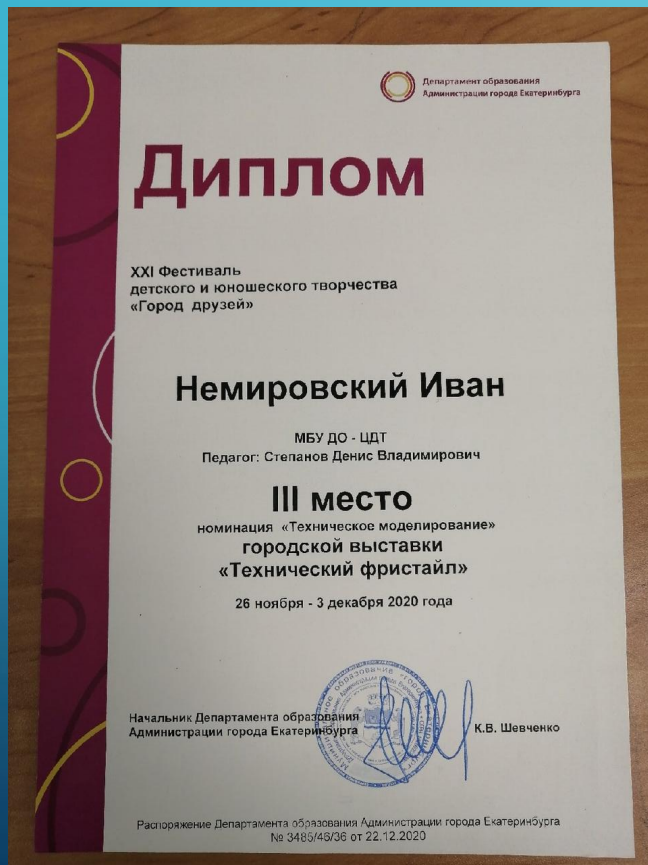 Департамент образования
Администрации города Екатеринбурга
Диплом
XXI Фестиваль
детского и юношеского творчества
«Город друзей»
Немировский Иван
МБУ ДО - ЦДТ
Педагог: Степанов Денис Владимирович
III место
номинация «Техническое моделирование»
городской выставки
«Технический фристайл»
26 ноября - 3 декабря 2020 года
Начальник Департамента образования
Администрации города Екатеринбурга
К.В. Шевченко
Распоряжение Департамента образования Администрации города Екатеринбурга
№ 3485/46/36 от 22.12.2020